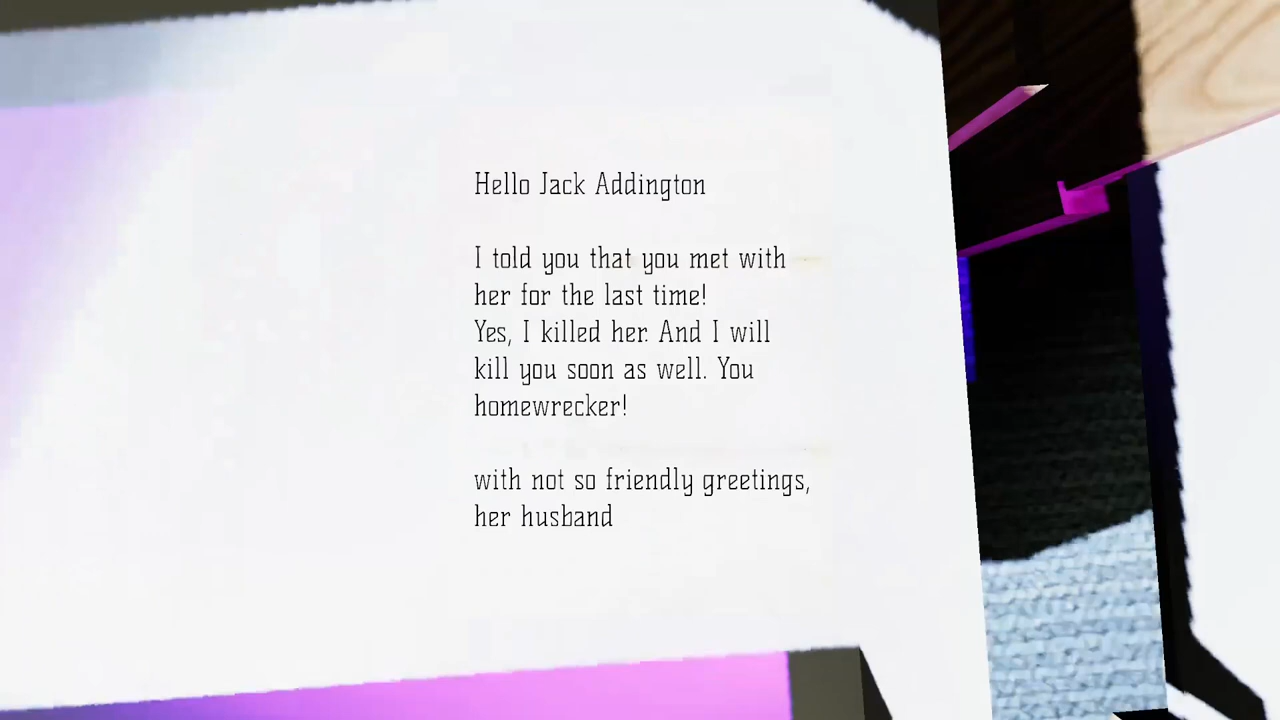 Hello Jack Addington
I told you that you met with
her for the last time!
Yes, I killed her. And I will
kill you soon as well. You
homewrecker!
with not so friendly greetings,
her husband